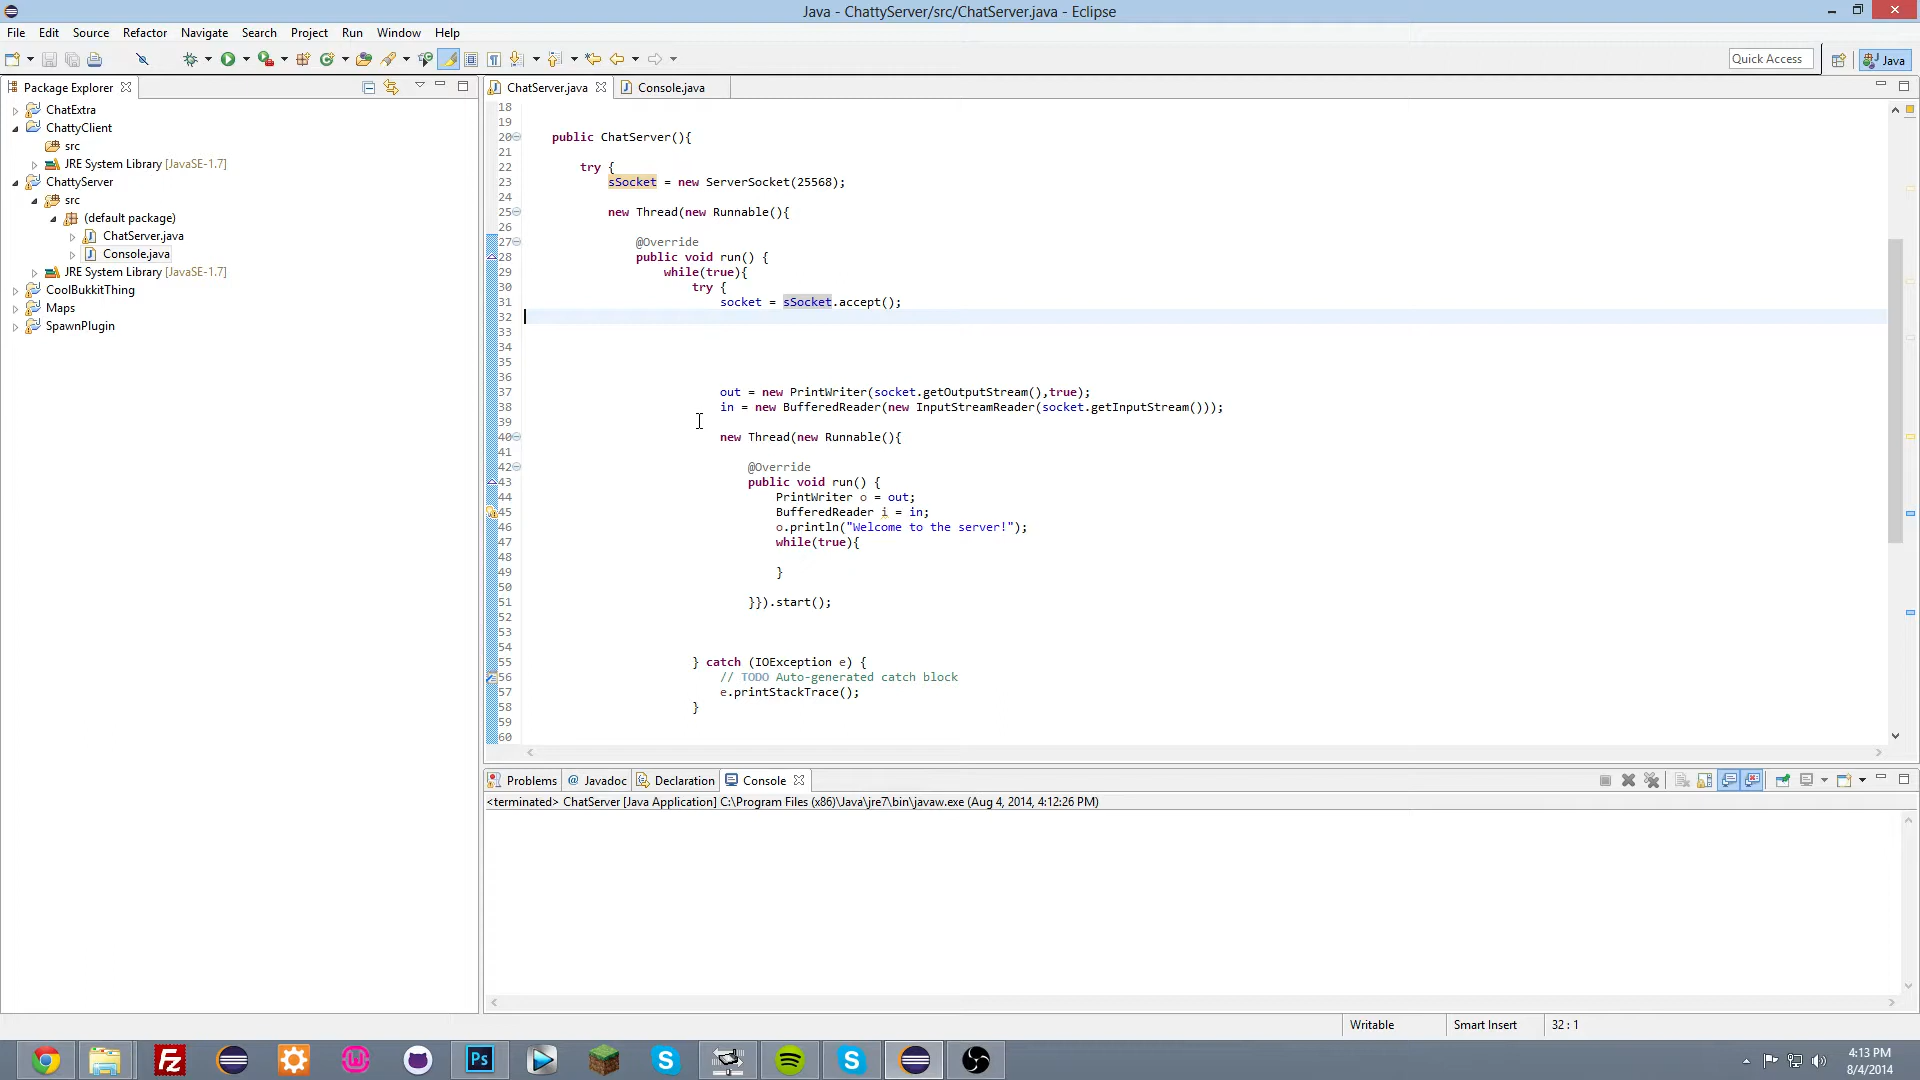 Java - ChattyServer/src/ChatServer.java - Eclipse
File Edit Source Refactor Navigate Search Project Run Window Help
Quick Access
Java
Package Explorer
ChatExtra
ChattyClient
src
JRE System Library [JavaSE-1.7]
ChattyServer
src
(default package)
ChatServer.java
Console.java
JRE System Library [JavaSE-1.7]
CoolBukkitThing
Maps
SpawnPlugin
ChatServer.java Console.java
18
19
20 public ChatServer(){
21
22 try {
23 sSocket = new ServerSocket(25568);
24
25 new Thread(new Runnable(){
26
27 @Override
28 public void run() {
29 while(true){
30 try {
31 socket = sSocket.accept();
32
33
34
35
36
37 out = new PrintWriter(socket.getOutputStream(),true);
38 in = new BufferedReader(new InputStreamReader(socket.getInputStream()));
39
40 new Thread(new Runnable(){
41
42 @Override
43 public void run() {
44 PrintWriter o = out;
45 BufferedReader i = in;
46 o.println("Welcome to the server!");
47 while(true){
48
49 }
50
51 }}).start();
52
53
54
55 } catch (IOException e) {
56 // TODO Auto-generated catch block
57 e.printStackTrace();
58 }
59
60
Problems @ Javadoc Declaration Console
<terminated> ChatServer [Java Application] C:\Program Files (x86)\Java\jre7\bin\javaw.exe (Aug 4, 2014, 4:12:26 PM)
Writable Smart Insert 32 : 1
Fz
Ps
4:13 PM
8/4/2014